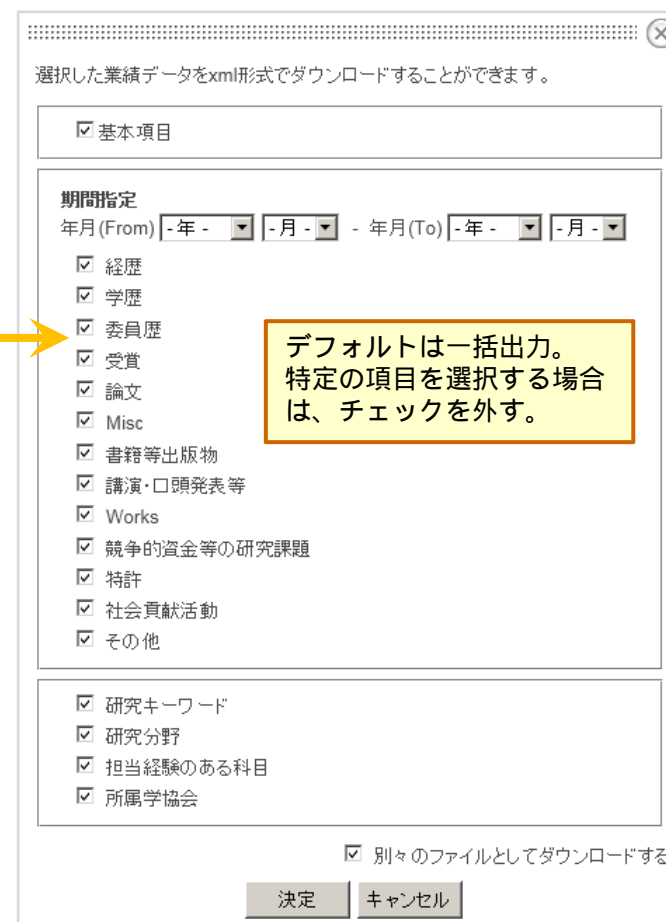 選択した業績データをxml形式でダウンロードすることができます。
基本項目
期間指定
年月(From) -年- -月- - 年月(To) -年- -月-
経歴
学歴
委員歴
受賞
論文
Misc
書籍等出版物
講演・口頭発表等
Works
競争的資金等の研究課題
特許
社会貢献活動
その他
デフォルトは一括出力。
特定の項目を選択する場合
は、チェックを外す。
研究キーワード
研究分野
担当経験のある科目
所属学協会
別々のファイルとしてダウンロードする
決定 キャンセル